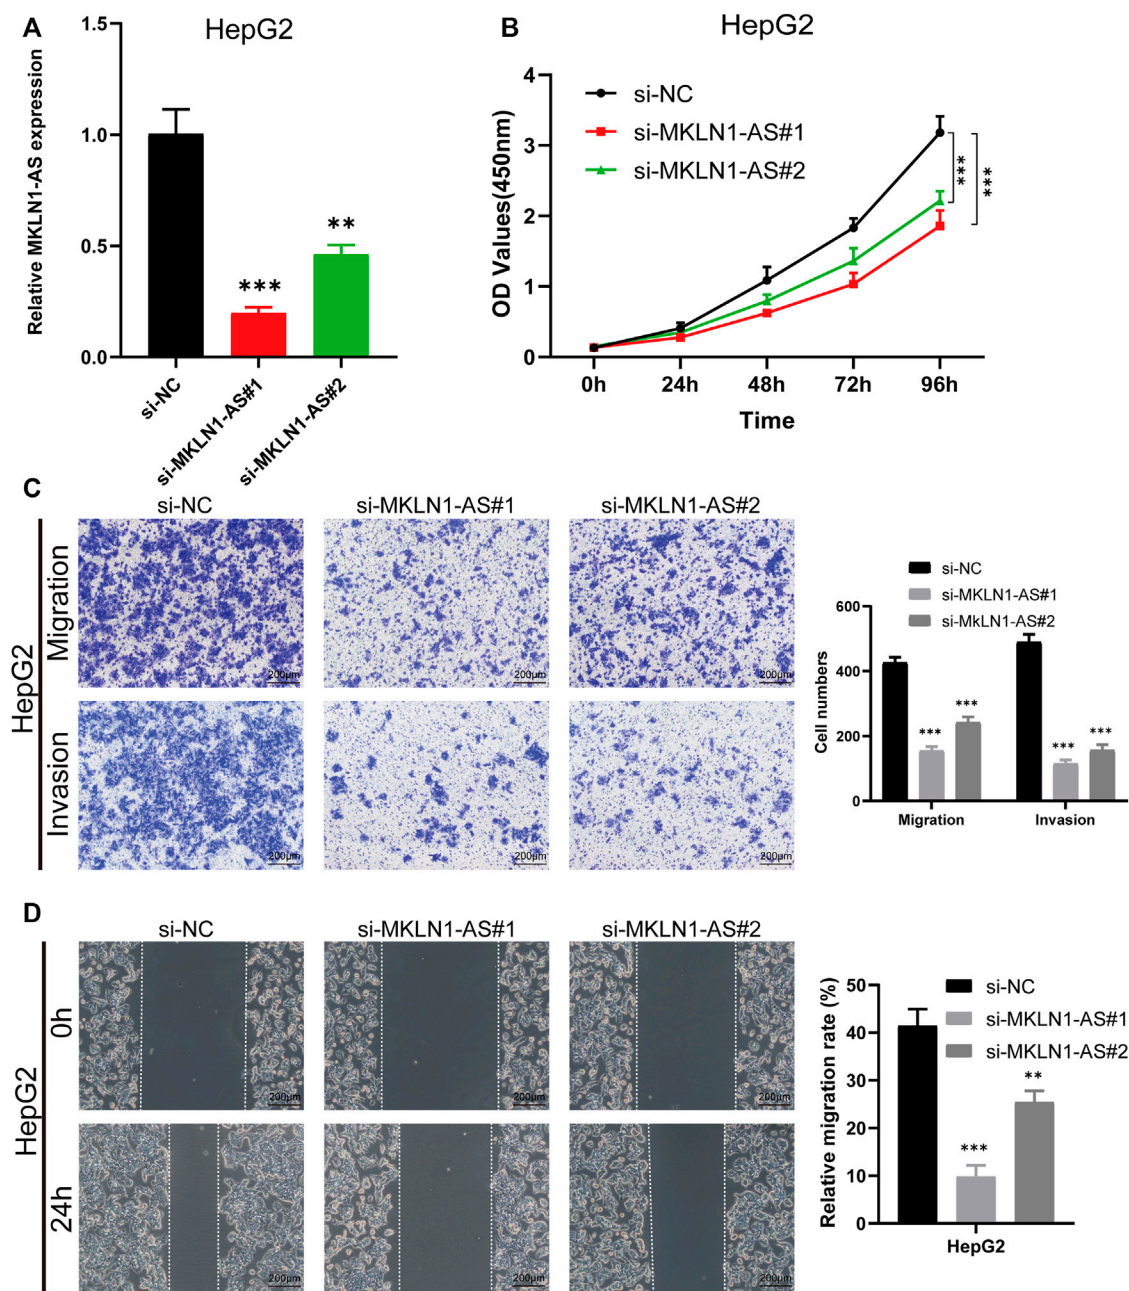 A
HepG2
Relative MKLN1-AS expression
1.5
1.0
0.5
0.0
***
**
si-NC
si-MKLN1-AS#1
si-MKLN1-AS#2
B
HepG2
si-NC
si-MKLN1-AS#1
si-MKLN1-AS#2
OD Values(450nm)
4
3
2
1
0
***
***
0h 24h 48h 72h 96h
Time
C
si-NC si-MKLN1-AS#1 si-MKLN1-AS#2
HepG2
Migration
200μm 200μm 200μm
Invasion
200μm 200μm 200μm
si-NC
si-MKLN1-AS#1
si-MkLN1-AS#2
Cell numbers
600
400
200
0
*** *** *** ***
Migration Invasion
D
si-NC si-MKLN1-AS#1 si-MKLN1-AS#2
HepG2
0h
200μm 200μm 200μm
24h
200μm 200μm 200μm
si-NC
si-MKLN1-AS#1
si-MKLN1-AS#2
Relative migration rate (%)
50
40
30
20
10
0
***
**
HepG2